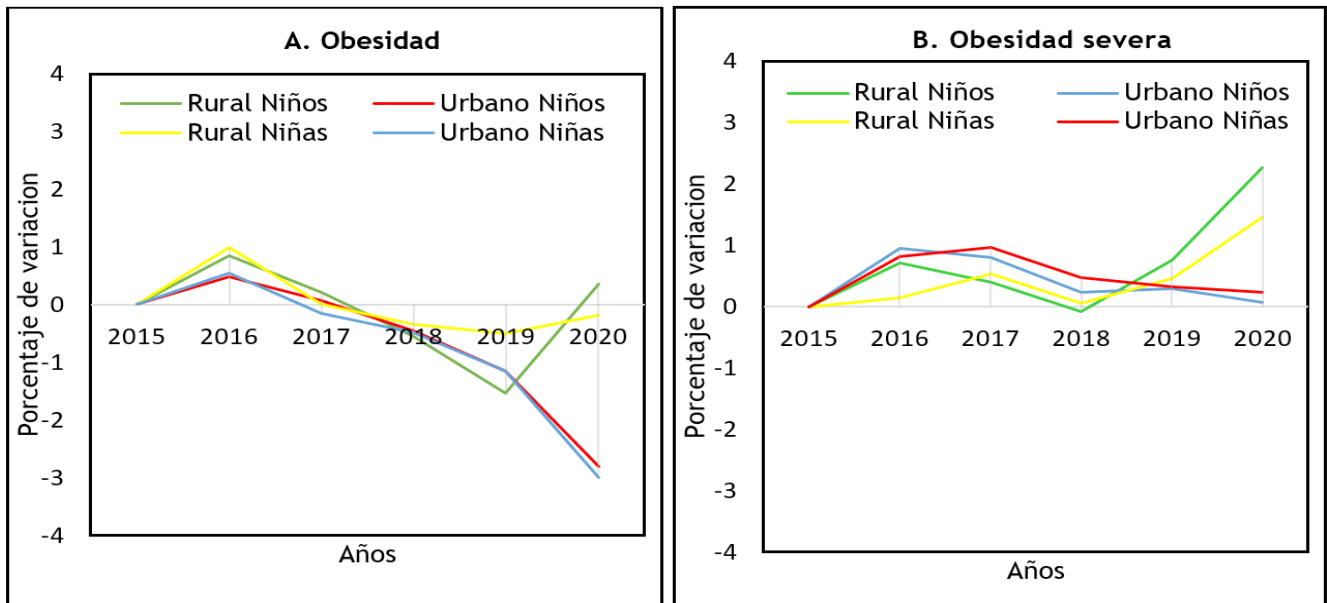 A. Obesidad
4
3
2
1
0
-1
-2
-3
-4
Porcentaje de variacion
Rural Niños
Urbano Niños
Rural Niñas
Urbano Niñas
2015 2016 2017 2018 2019 2020
Años
B. Obesidad severa
4
3
2
1
0
-1
-2
-3
-4
Porcentaje de variacion
Rural Niños
Urbano Niños
Rural Niñas
Urbano Niñas
2015 2016 2017 2018 2019 2020
Años